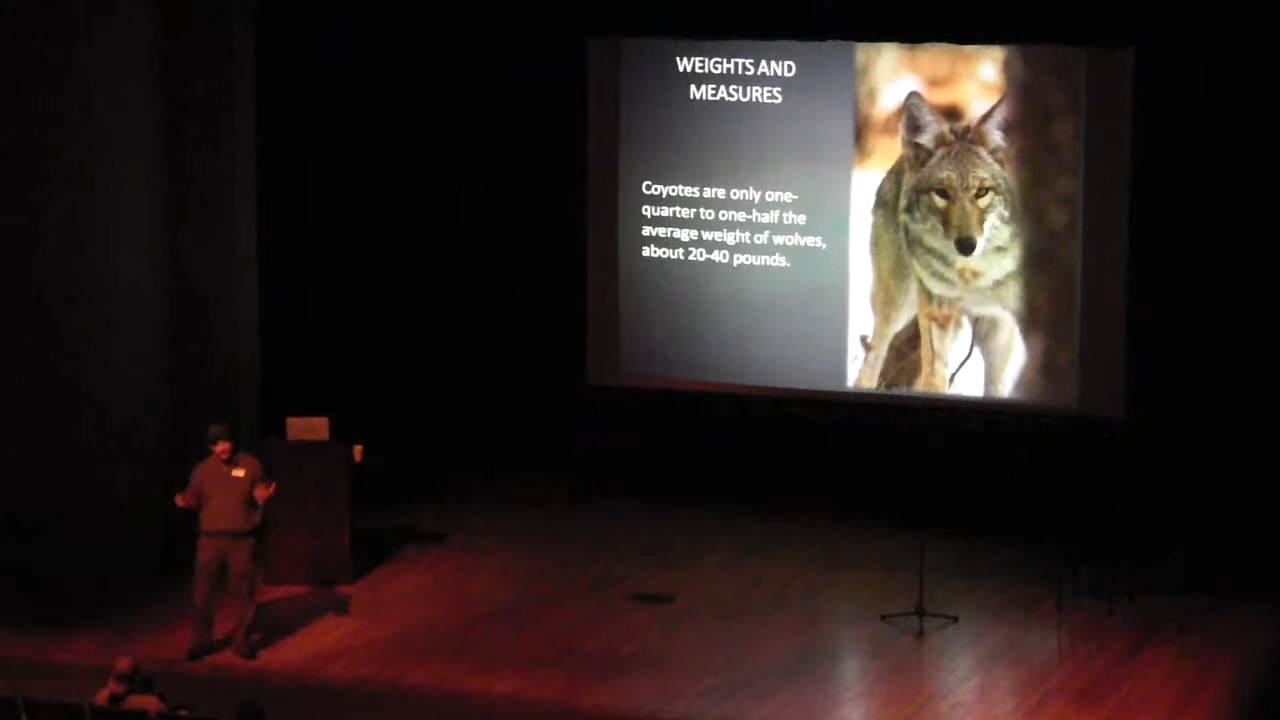 WEIGHTS AND
MEASURES
Coyotes are only one-
quarter to one-half the
average weight of wolves,
about 20-40 pounds.